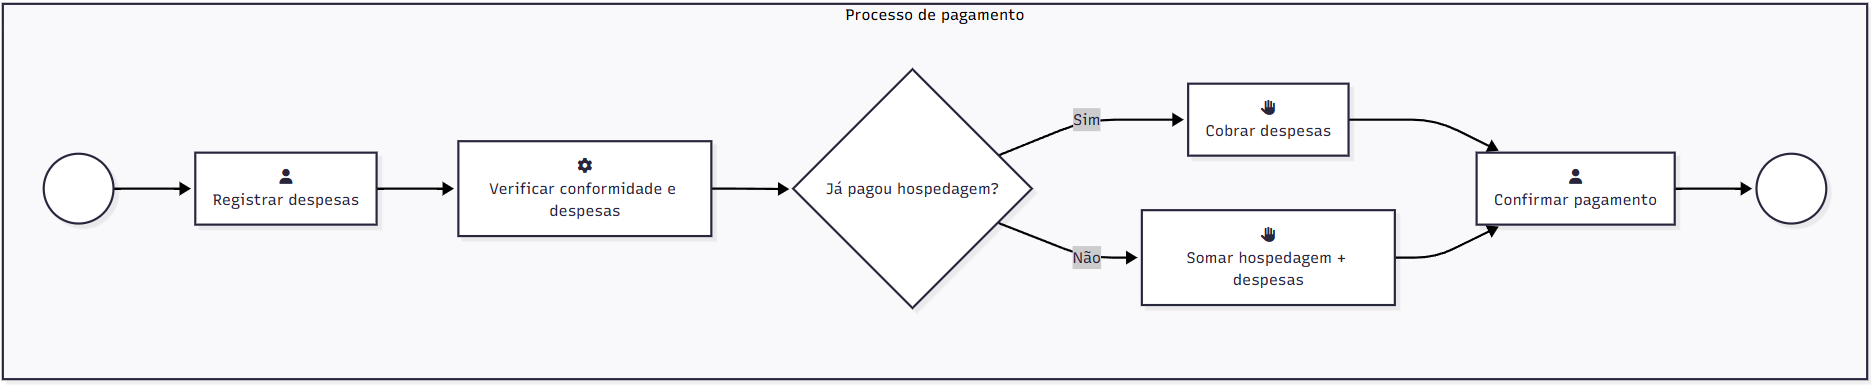 Processo de pagamento
Registrar despesas
Verificar conformidade e
despesas
Já pagou hospedagem?
Sim
Cobrar despesas
Não
Somar hospedagem +
despesas
Confirmar pagamento